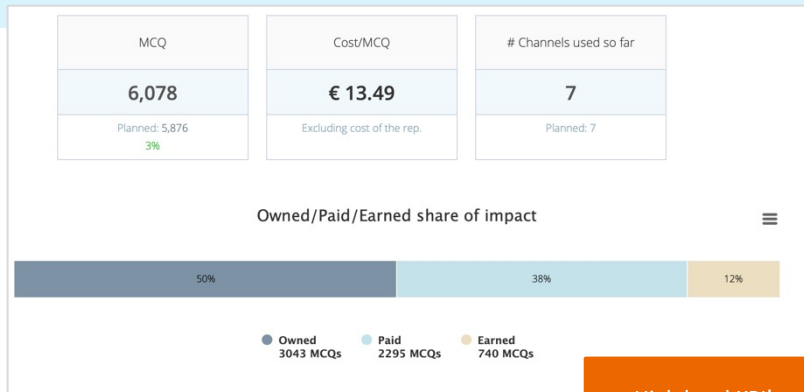 MCQ
6,078
Planned: 5,876
3%
Cost/MCQ
€ 13.49
Excluding cost of the rep.
# Channels used so far
7
Planned: 7
Owned/Paid/Earned share of impact
50%
38%
12%
Owned
3043 MCQs
Paid
2295 MCQs
Earned
740 MCQs